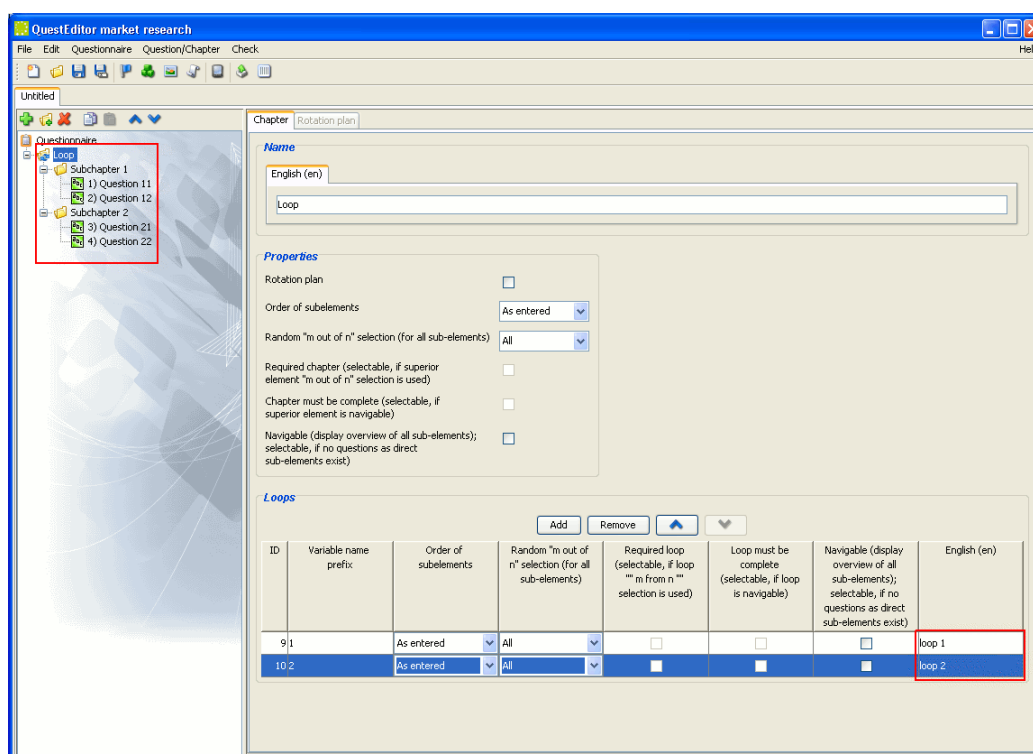 QuestEditor market research
File Edit Questionnaire Question/Chapter Check Hel
Untitled
Questionnaire
Loop
Subchapter 1
1) Question 11
2) Question 12
Subchapter 2
3) Question 21
4) Question 22
Chapter Rotation plan
Name
English (en)
Loop
Properties
Rotation plan
Order of subelements As entered
Random "m out of n" selection (for all sub-elements) All
Required chapter (selectable, if superior
element "m out of n" selection is used)
Chapter must be complete (selectable, if
superior element is navigable)
Navigable (display overview of all sub-elements);
selectable, if no questions as direct
sub-elements exist)
Loops
Add Remove
ID
Variable name
prefix
Order of
subelements
Random "m out of
n" selection (for all
sub-elements)
Required loop
(selectable, if loop
"" m from n ""
selection is used)
Loop must be
complete
(selectable, if loop
is navigable)
Navigable (display
overview of all
sub-elements);
selectable, if no
questions as direct
sub-elements exist)
English (en)
9 1 As entered All loop 1
10 2 As entered All loop 2